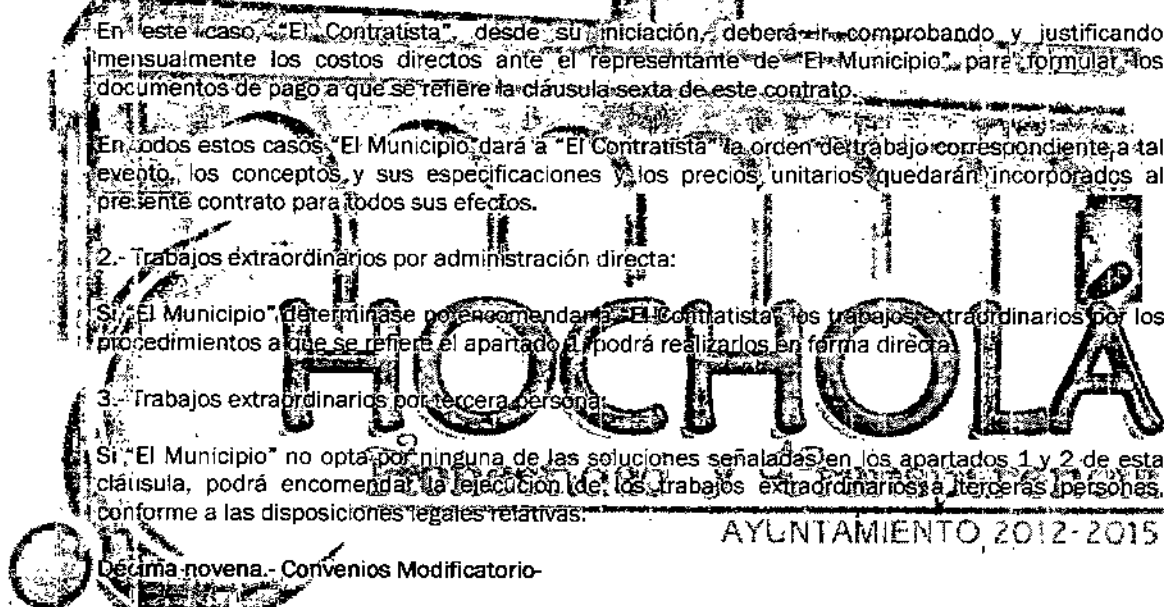 En este caso, "El Contratista", desde su iniciación, deberá ir comprobando y justificando
mensualmente los costos directos ante el representante de "El Municipio", para formular los
documentos de pago a que se refiere la cláusula sexta de este contrato.
En todos estos casos "El Municipio dará a "El Contratista" la orden de trabajo correspondiente, a tal
evento, los conceptos y sus especificaciones y los precios unitarios quedarán incorporados al
presente contrato para todos sus efectos.
2.- Trabajos extraordinarios por administración directa:
Si "El Municipio", determinase no encomendar a "El Contratista" los trabajos extraordinarios por los
procedimientos a que se refiere el apartado 1, podrá realizarlos en forma directa.
HOCHOLÁ
3.- Trabajos extraordinarios por tercera persona:
Si "El Municipio" no opta por ninguna de las soluciones señaladas en los apartados 1 y 2 de esta
cláusula, podrá encomendar la ejecución de los trabajos extraordinarios a terceras personas,
conforme a las disposiciones legales relativas.
AYUNTAMIENTO 2012-2015
Décima novena.- Convenios Modificatorio-